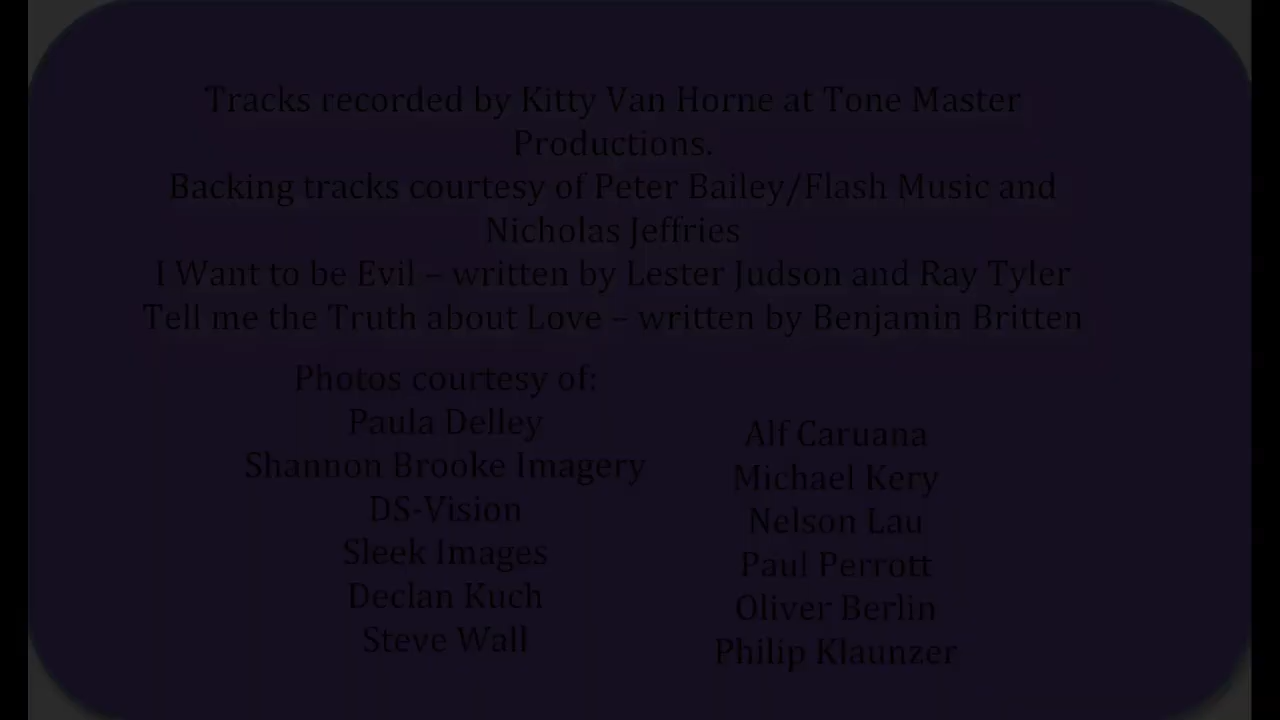 Tracks recorded by Kitty Van Horne at Tone Master
Productions.
Backing tracks courtesy of Peter Bailey/Flash Music and
Nicholas Jeffries
I Want to be Evil – written by Lester Judson and Ray Tyler
Tell me the Truth about Love – written by Benjamin Britten
Photos courtesy of:
Paula Delley
Shannon Brooke Imagery
DS-Vision
Sleek Images
Declan Kuch
Steve Wall
Alf Caruana
Michael Kery
Nelson Lau
Paul Perrott
Oliver Berlin
Philip Klaunzer